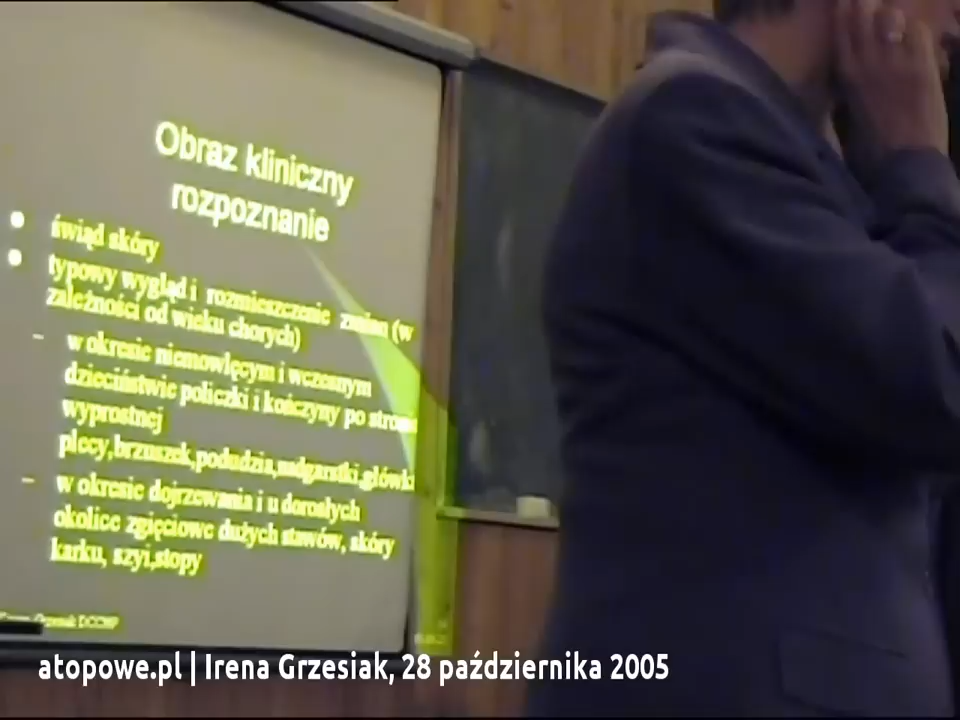 Obraz kliniczny
rozpoznanie
świąd skóry
typowy wygląd i rozmieszczenie zmian (w
zależności od wieku chorych)
- w okresie niemowlęcym i wczesnym
dzieciństwie policzki i kończyny po stronie
wyprostnej
plecy,brzuszek,podudzia,nadgarstki,główki
- w okresie dojrzewania i u dorosłych
okolice zgięciowe dużych stawów, skóry
karku, szyi,stopy
Grzesiak
atopowe.pl | Irena Grzesiak, 28 października 2005